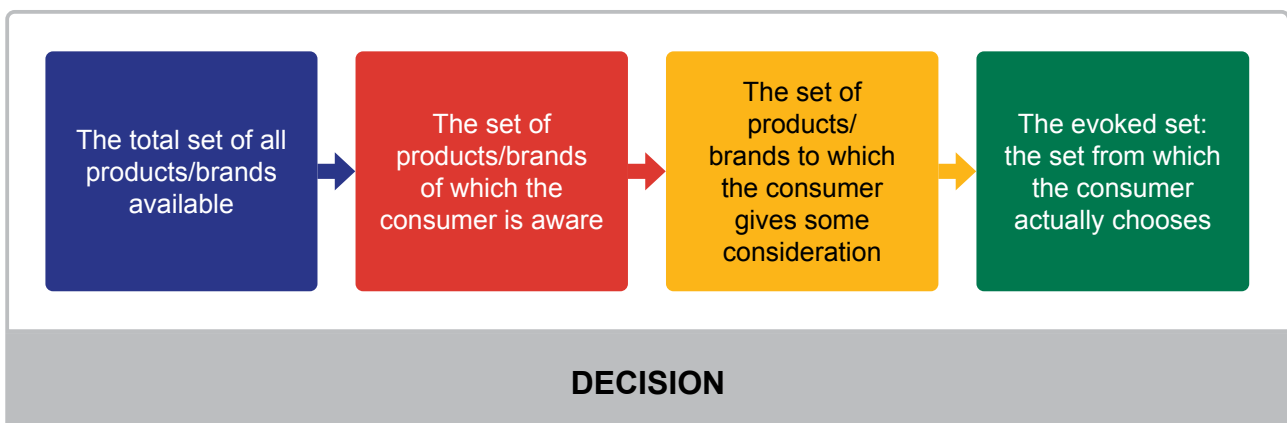 The total set of all
products/brands
available
The set of
products/brands
of which the
consumer is aware
The set of
products/
brands to which
the consumer
gives some
consideration
The evoked set:
the set from which
the consumer
actually chooses
DECISION